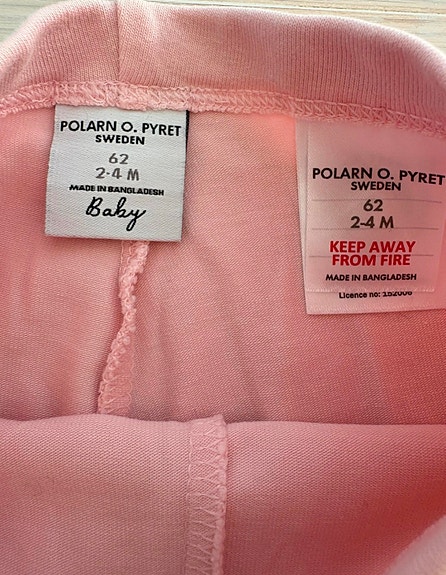 POLARN O. PYRET
SWEDEN
62
2-4 M
MADE IN BANGLADESH
Baby
POLARN O. PYRET
SWEDEN
62
2-4 M
KEEP AWAY
FROM FIRE
MADE IN BANGLADESH
Licence no: 152006